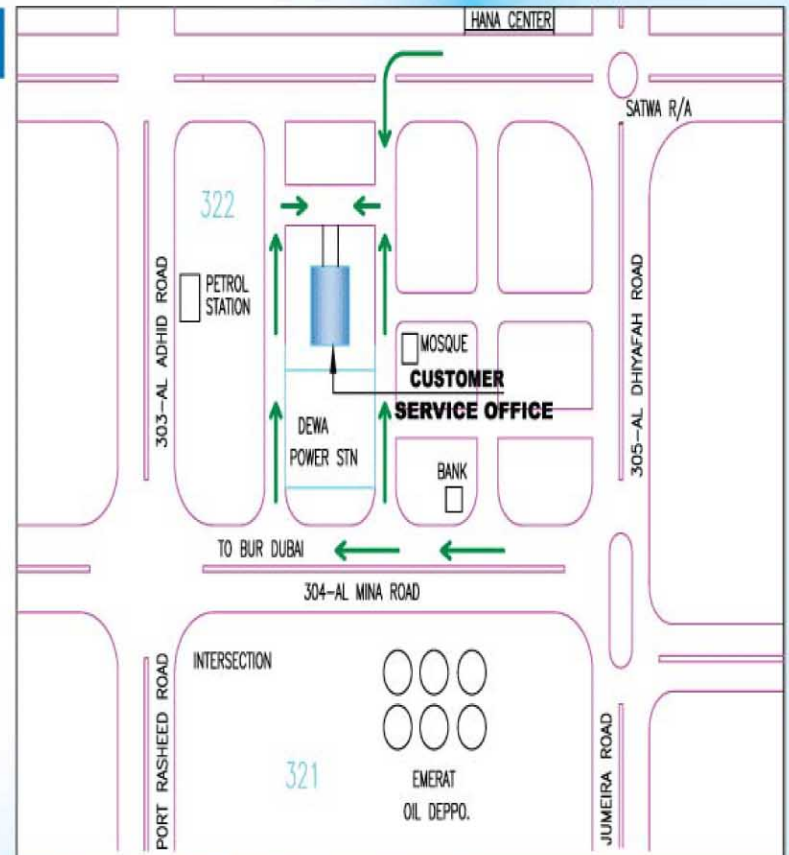 HANA CENTER
SATWA R/A
322
303-AL ADHID ROAD
PETROL
STATION
MOSQUE
CUSTOMER
SERVICE OFFICE
305-AL DHIYAFAH ROAD
DEWA
POWER STN
BANK
TO BUR DUBAI
304-AL MINA ROAD
INTERSECTION
PORT RASHEED ROAD
321
EMERAT
OIL DEPPO.
JUMEIRA ROAD